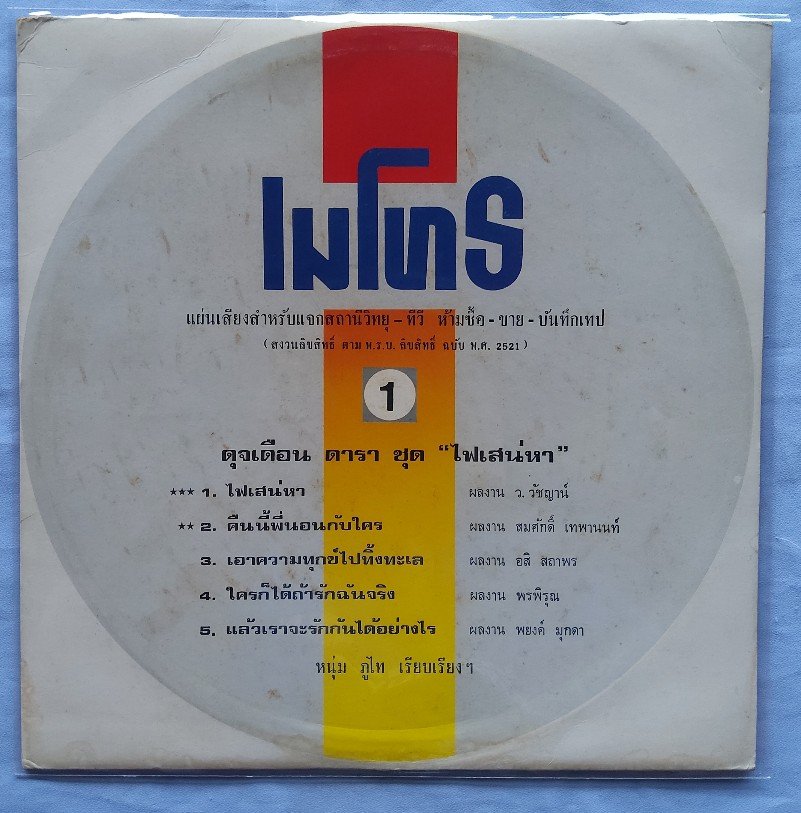 เมโทร
แผ่นเสียงสำหรับแจกสถานีวิทยุ - ทีวี ห้ามซื้อ - ขาย - บันทึกเทป
( สงวนลิขสิทธิ์ ตาม พ.ร.บ. ลิขสิทธิ์ ฉบับ พ.ศ. 2521 )
1
ดุจเดือน ดารา ชุด “ไฟเสน่หา”
★★★ 1. ไฟเสน่หา ผลงาน ว. วัชญาน์
★★ 2. คืนนี้พี่นอนกับใคร ผลงาน สมศักดิ์ เทพานนท์
3. เอาความทุกข์ไปทิ้งทะเล ผลงาน อสิ สถาพร
4. ใครก็ได้ถ้ารักฉันจริง ผลงาน พรพิรุณ
5. แล้วเราจะรักกันได้อย่างไร ผลงาน พยงค์ มุกดา
หนุ่ม ภูไท เรียบเรียงฯ